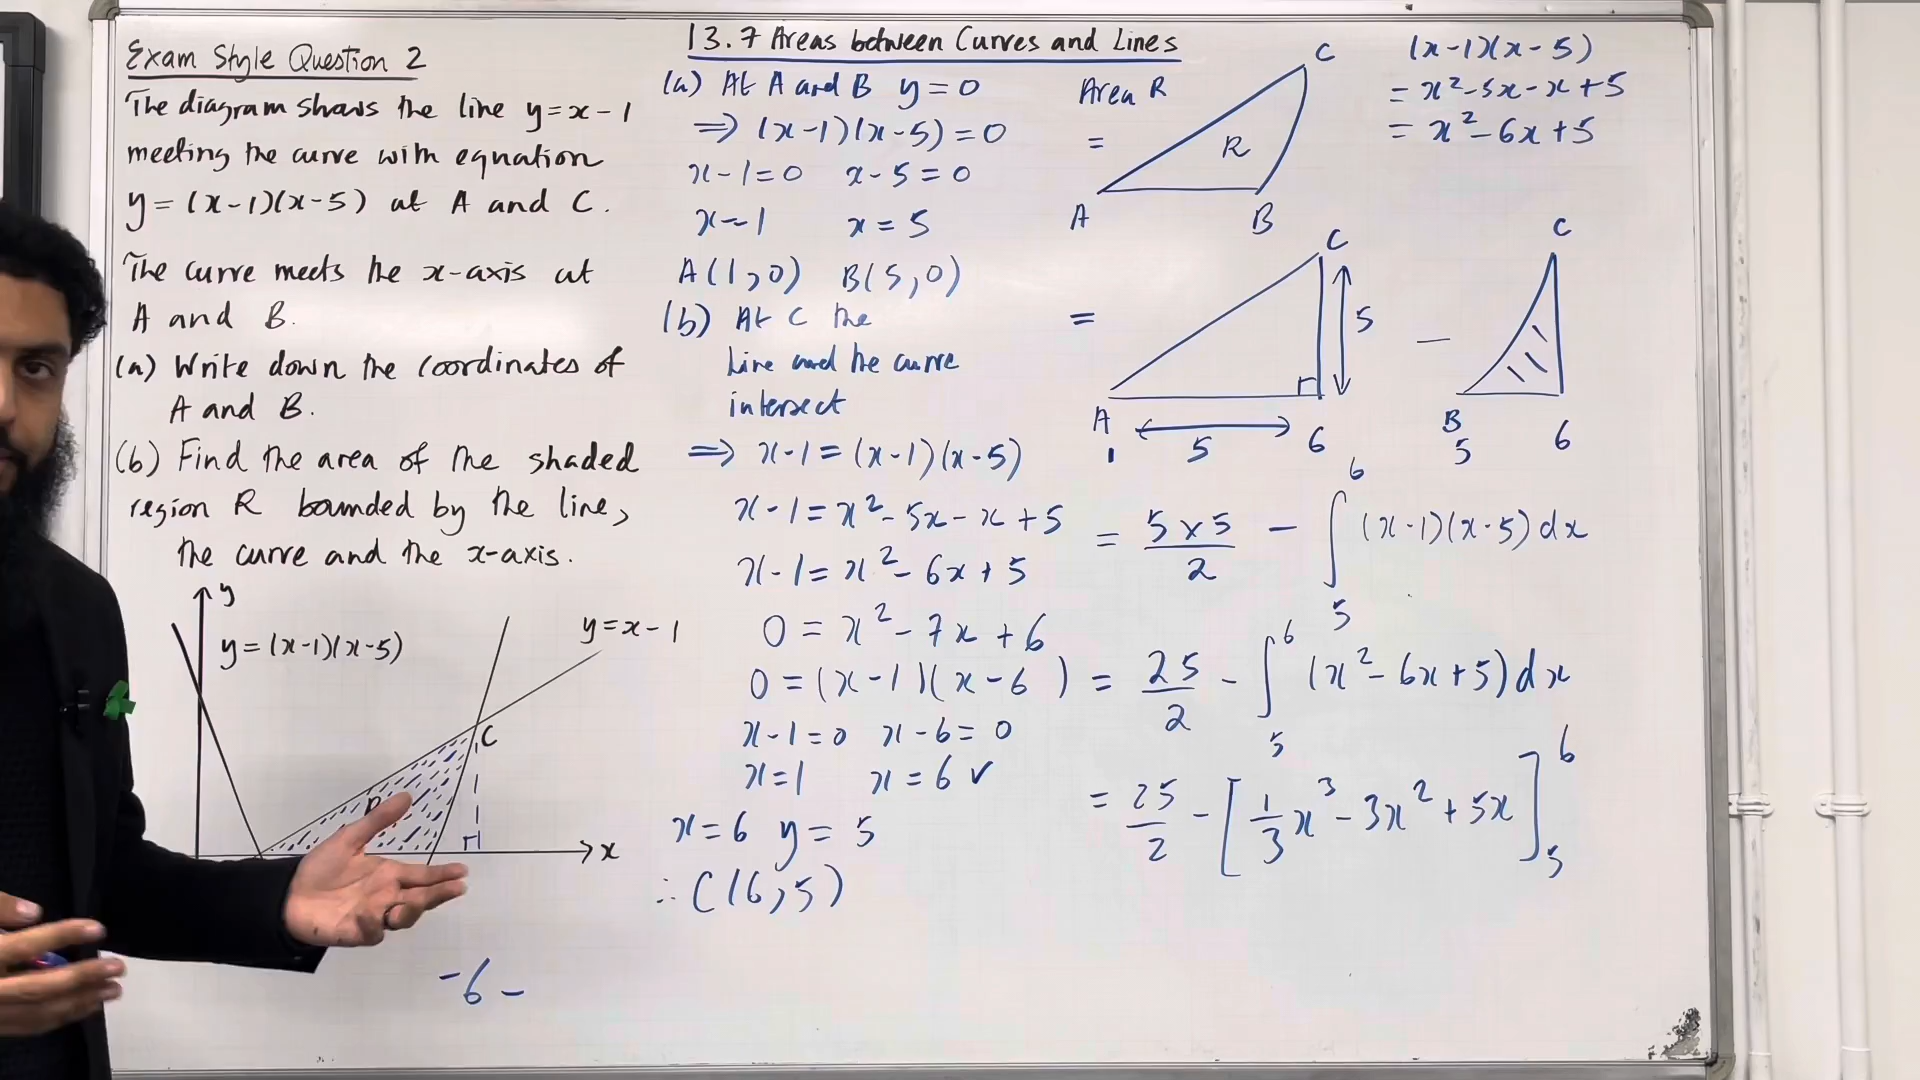 Exam Style Question 2
The diagram shows the line y = x - 1
meeting the curve with equation
y = (x-1)(x-5) at A and C.
The curve meets the x-axis at
A and B.
(a) Write down the coordinates of
A and B.
(b) Find the area of the shaded
region R bounded by the line,
the curve and the x-axis.
y
y = (x-1)(x-5)
y = x - 1
C
R
x
-6-
13.7 Areas between Curves and Lines
(a) At A and B y = 0
⇒ (x-1)(x-5) = 0
x-1=0 x-5=0
x=1 x=5
A(1,0) B(5,0)
(b) At C the
line and the curve
intersect
⇒ x-1 = (x-1)(x-5)
x-1 = x² - 5x - x + 5
x-1 = x² - 6x + 5
0 = x² - 7x + 6
0 = (x-1)(x-6)
x-1=0 x-6=0
x=1 x=6 ✓
x=6 y=5
∴ C(6,5)
Area R
=
A B C R
=
A C 5
1 5 6
-
C
B
5 6
= 5×5/2 - ∫₅⁶ (x-1)(x-5) dx
= 25/2 - ∫₅⁶ (x² - 6x + 5) dx
= 25/2 - [1/3 x³ - 3x² + 5x]₅⁶
(x-1)(x-5)
= x² - 5x - x + 5
= x² - 6x + 5